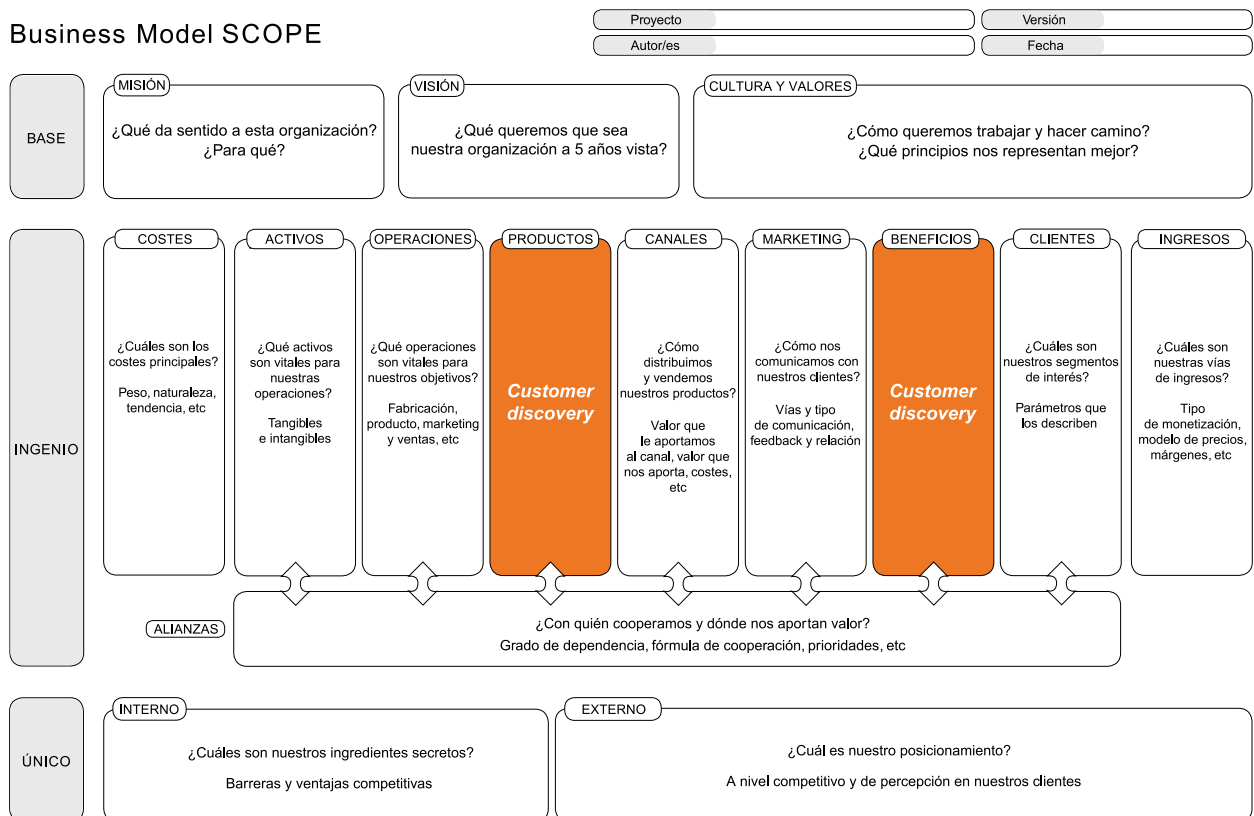 Business Model SCOPE
Proyecto
Versión
Autor/es
Fecha
BASE
MISIÓN
¿Qué da sentido a esta organización?
¿Para qué?
VISIÓN
¿Qué queremos que sea
nuestra organización a 5 años vista?
CULTURA Y VALORES
¿Cómo queremos trabajar y hacer camino?
¿Qué principios nos representan mejor?
INGENIO
COSTES
¿Cuáles son los
costes principales?
Peso, naturaleza,
tendencia, etc
ACTIVOS
¿Qué activos
son vitales para
nuestras
operaciones?
Tangibles
e intangibles
OPERACIONES
¿Qué operaciones
son vitales para
nuestros objetivos?
Fabricación,
producto, marketing
y ventas, etc
PRODUCTOS
Customer
discovery
CANALES
¿Cómo
distribuimos
y vendemos
nuestros productos?
Valor que
le aportamos
al canal, valor que
nos aporta, costes,
etc
MARKETING
¿Cómo nos
comunicamos con
nuestros clientes?
Vías y tipo
de comunicación,
feedback y relación
BENEFICIOS
Customer
discovery
CLIENTES
¿Cuáles son
nuestros segmentos
de interés?
Parámetros que
los describen
INGRESOS
¿Cuáles son
nuestras vías
de ingresos?
Tipo
de monetización,
modelo de precios,
márgenes, etc
ALIANZAS
¿Con quién cooperamos y dónde nos aportan valor?
Grado de dependencia, fórmula de cooperación, prioridades, etc
ÚNICO
INTERNO
¿Cuáles son nuestros ingredientes secretos?
Barreras y ventajas competitivas
EXTERNO
¿Cuál es nuestro posicionamiento?
A nivel competitivo y de percepción en nuestros clientes